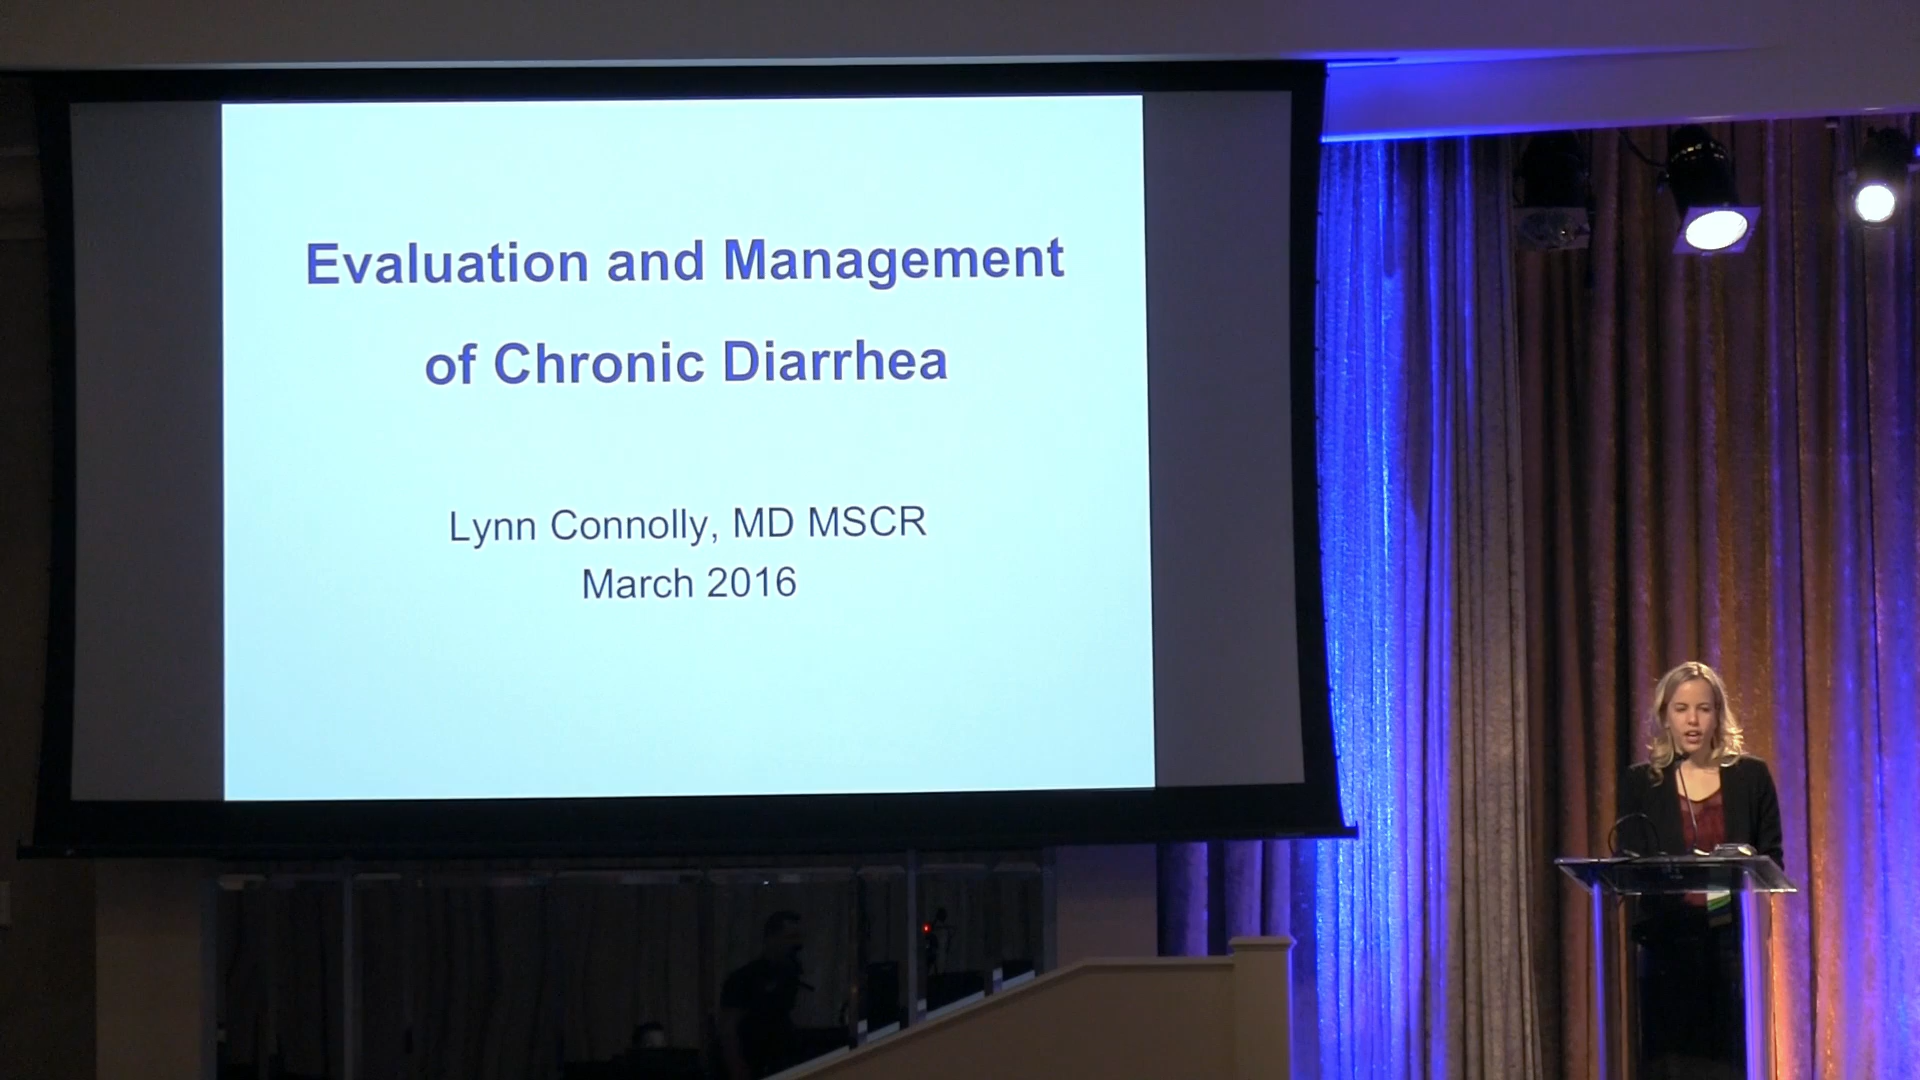 Evaluation and Management
of Chronic Diarrhea
Lynn Connolly, MD MSCR
March 2016